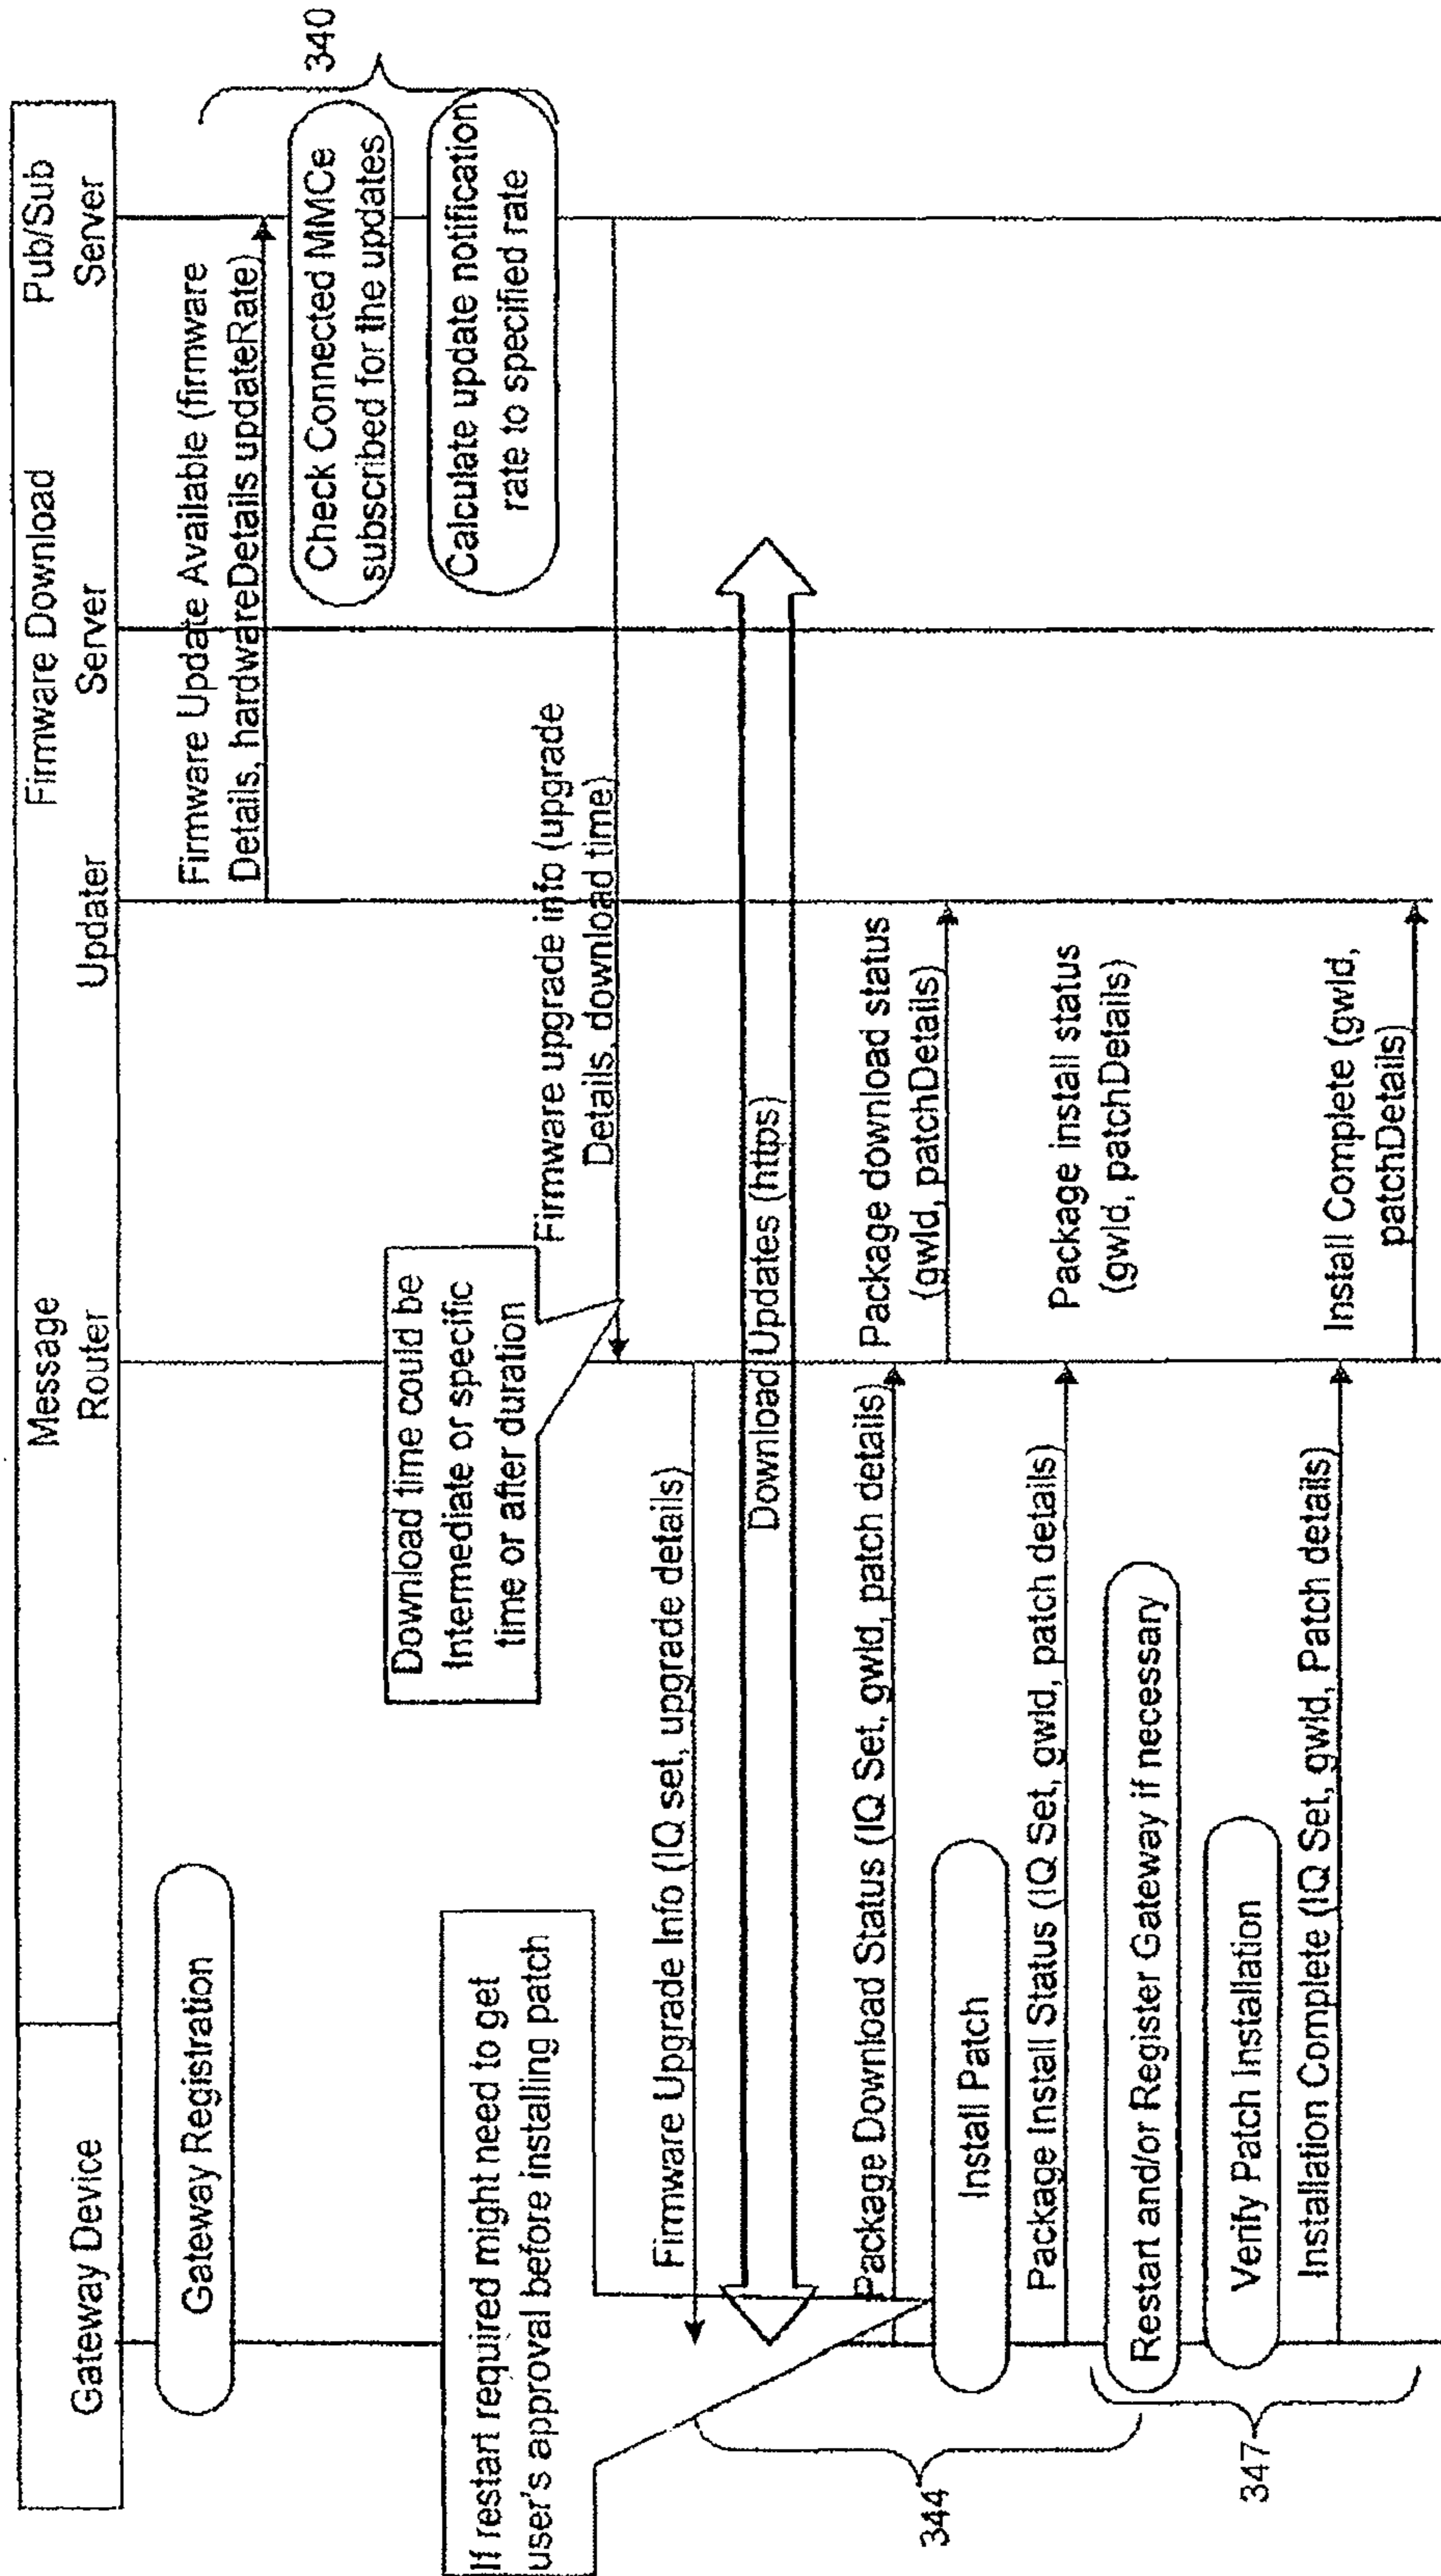 Gateway Device
Message
Router
Updater
Firmware Download
Server
Pub/Sub
Server
Gateway Registration
Firmware Update Available (firmware
Details, hardwareDetails updateRate)
Check Connected MMCe
subscribed for the updates
Calculate update notification
rate to specified rate
340
Download time could be
Intermediate or specific
time or after duration
Firmware upgrade info (upgrade
Details, download time)
If restart required might need to get
user's approval before installing patch
Firmware Upgrade Info (IQ set, upgrade details)
Download Updates (https)
Package Download Status (IQ Set, gwId, patch details)
Package download status
(gwId, patchDetails)
Install Patch
Package Install Status (IQ Set, gwId, patch details)
Package install status
(gwId, patchDetails)
344
Restart and/or Register Gateway if necessary
Verify Patch Installation
Installation Complete (IQ Set, gwId, Patch details)
Install Complete (gwId,
patchDetails)
347